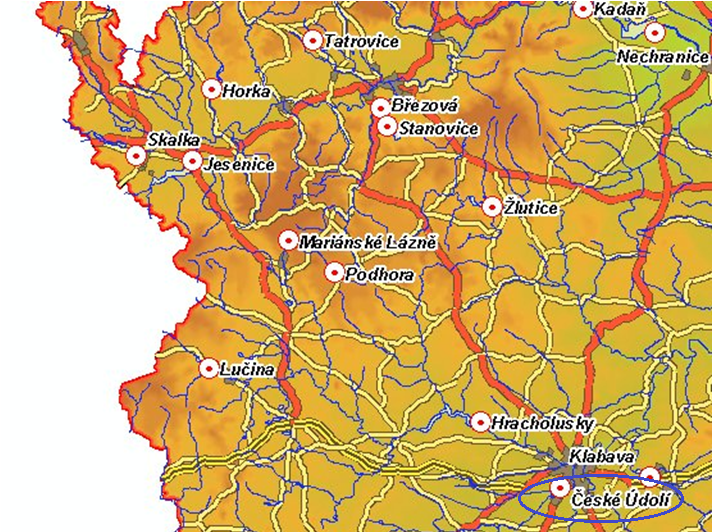 Kadaň
Tatrovice
Nechranice
Horka
Březová
Stanovice
Skalka
Jesenice
Žlutice
Mariánské Lázně
Podhora
Lučina
Hracholusky
Klabava
České Údolí